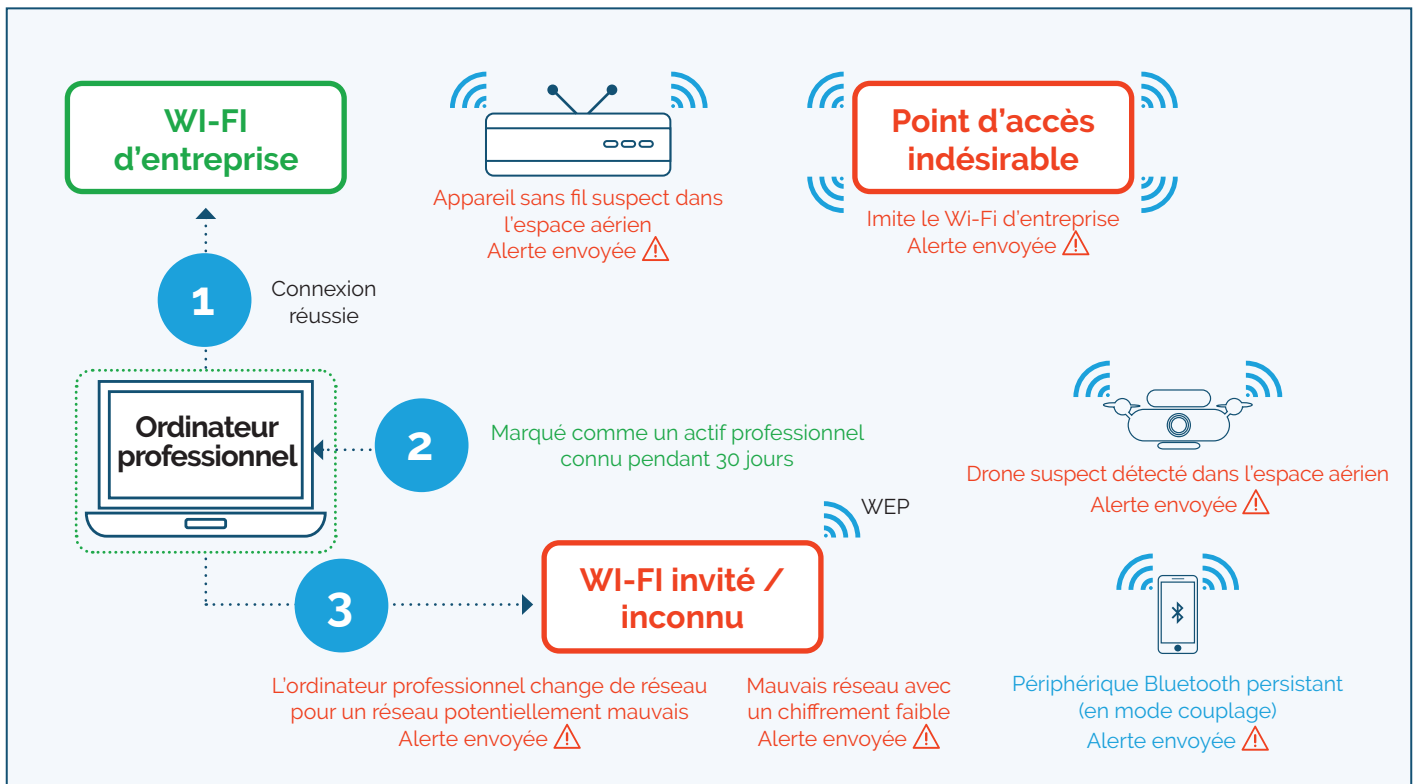 WI-FI
d'entreprise
Appareil sans fil suspect dans
l'espace aérien
Alerte envoyée
Point d'accès
indésirable
Imite le Wi-Fi d'entreprise
Alerte envoyée
1
Connexion
réussie
Ordinateur
professionnel
2
Marqué comme un actif professionnel
connu pendant 30 jours
Drone suspect détecté dans l'espace aérien
Alerte envoyée
WEP
3
WI-FI invité /
inconnu
L'ordinateur professionnel change de réseau
pour un réseau potentiellement mauvais
Alerte envoyée
Mauvais réseau avec
un chiffrement faible
Alerte envoyée
Périphérique Bluetooth persistant
(en mode couplage)
Alerte envoyée